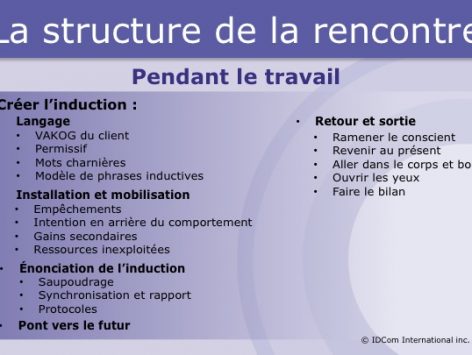 La structure de la rencontre
Pendant le travail
Créer l’induction :
Langage
• VAKOG du client
• Permissif
• Mots charnières
• Modèle de phrases inductives
Installation et mobilisation
• Empêchements
• Intention en arrière du comportement
• Gains secondaires
• Ressources inexploitées
• Énonciation de l’induction
• Saupoudrage
• Synchronisation et rapport
• Protocoles
• Pont vers le futur
• Retour et sortie
• Ramener le conscient
• Revenir au présent
• Aller dans le corps et
• Ouvrir les yeux
• Faire le bilan
© IDCom International inc.